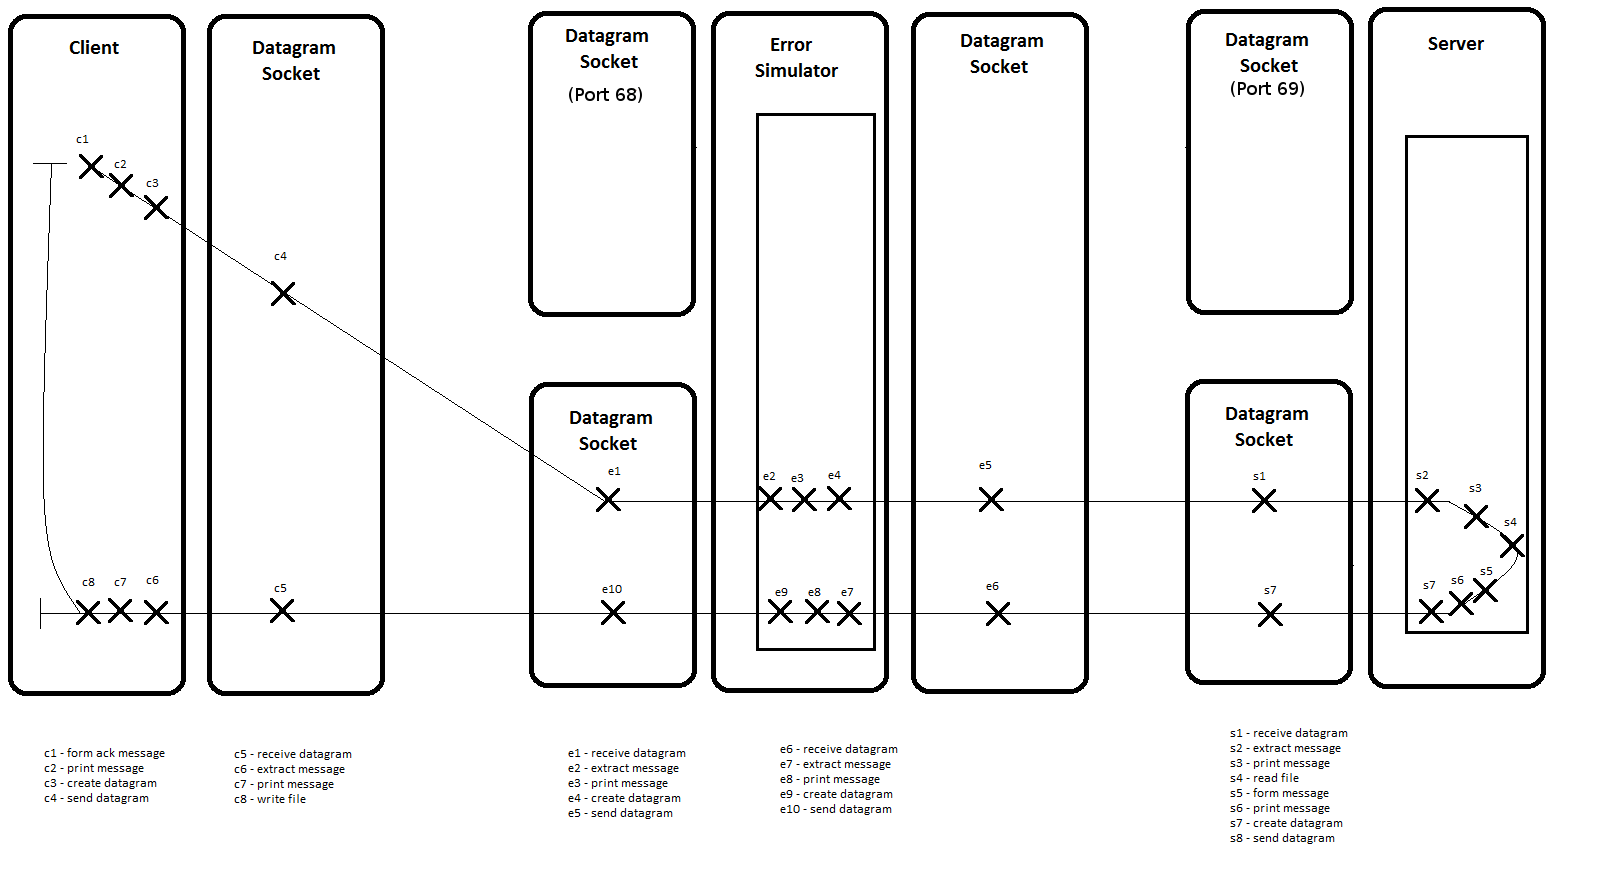 Client
Datagram
Socket
Datagram
Socket
(Port 68)
Error
Simulator
Datagram
Socket
Datagram
Socket
(Port 69)
Server
c1
c2
c3
c4
Datagram
Socket
Datagram
Socket
e1
e2
e3
e4
e5
s1
s2
s3
s4
c8
c7
c6
c5
e10
e9
e8
e7
e6
s7
s7
s6
s5
c1 - form ack message
c2 - print message
c3 - create datagram
c4 - send datagram
c5 - receive datagram
c6 - extract message
c7 - print message
c8 - write file
e1 - receive datagram
e2 - extract message
e3 - print message
e4 - create datagram
e5 - send datagram
e6 - receive datagram
e7 - extract message
e8 - print message
e9 - create datagram
e10 - send datagram
s1 - receive datagram
s2 - extract message
s3 - print message
s4 - read file
s5 - form message
s6 - print message
s7 - create datagram
s8 - send datagram